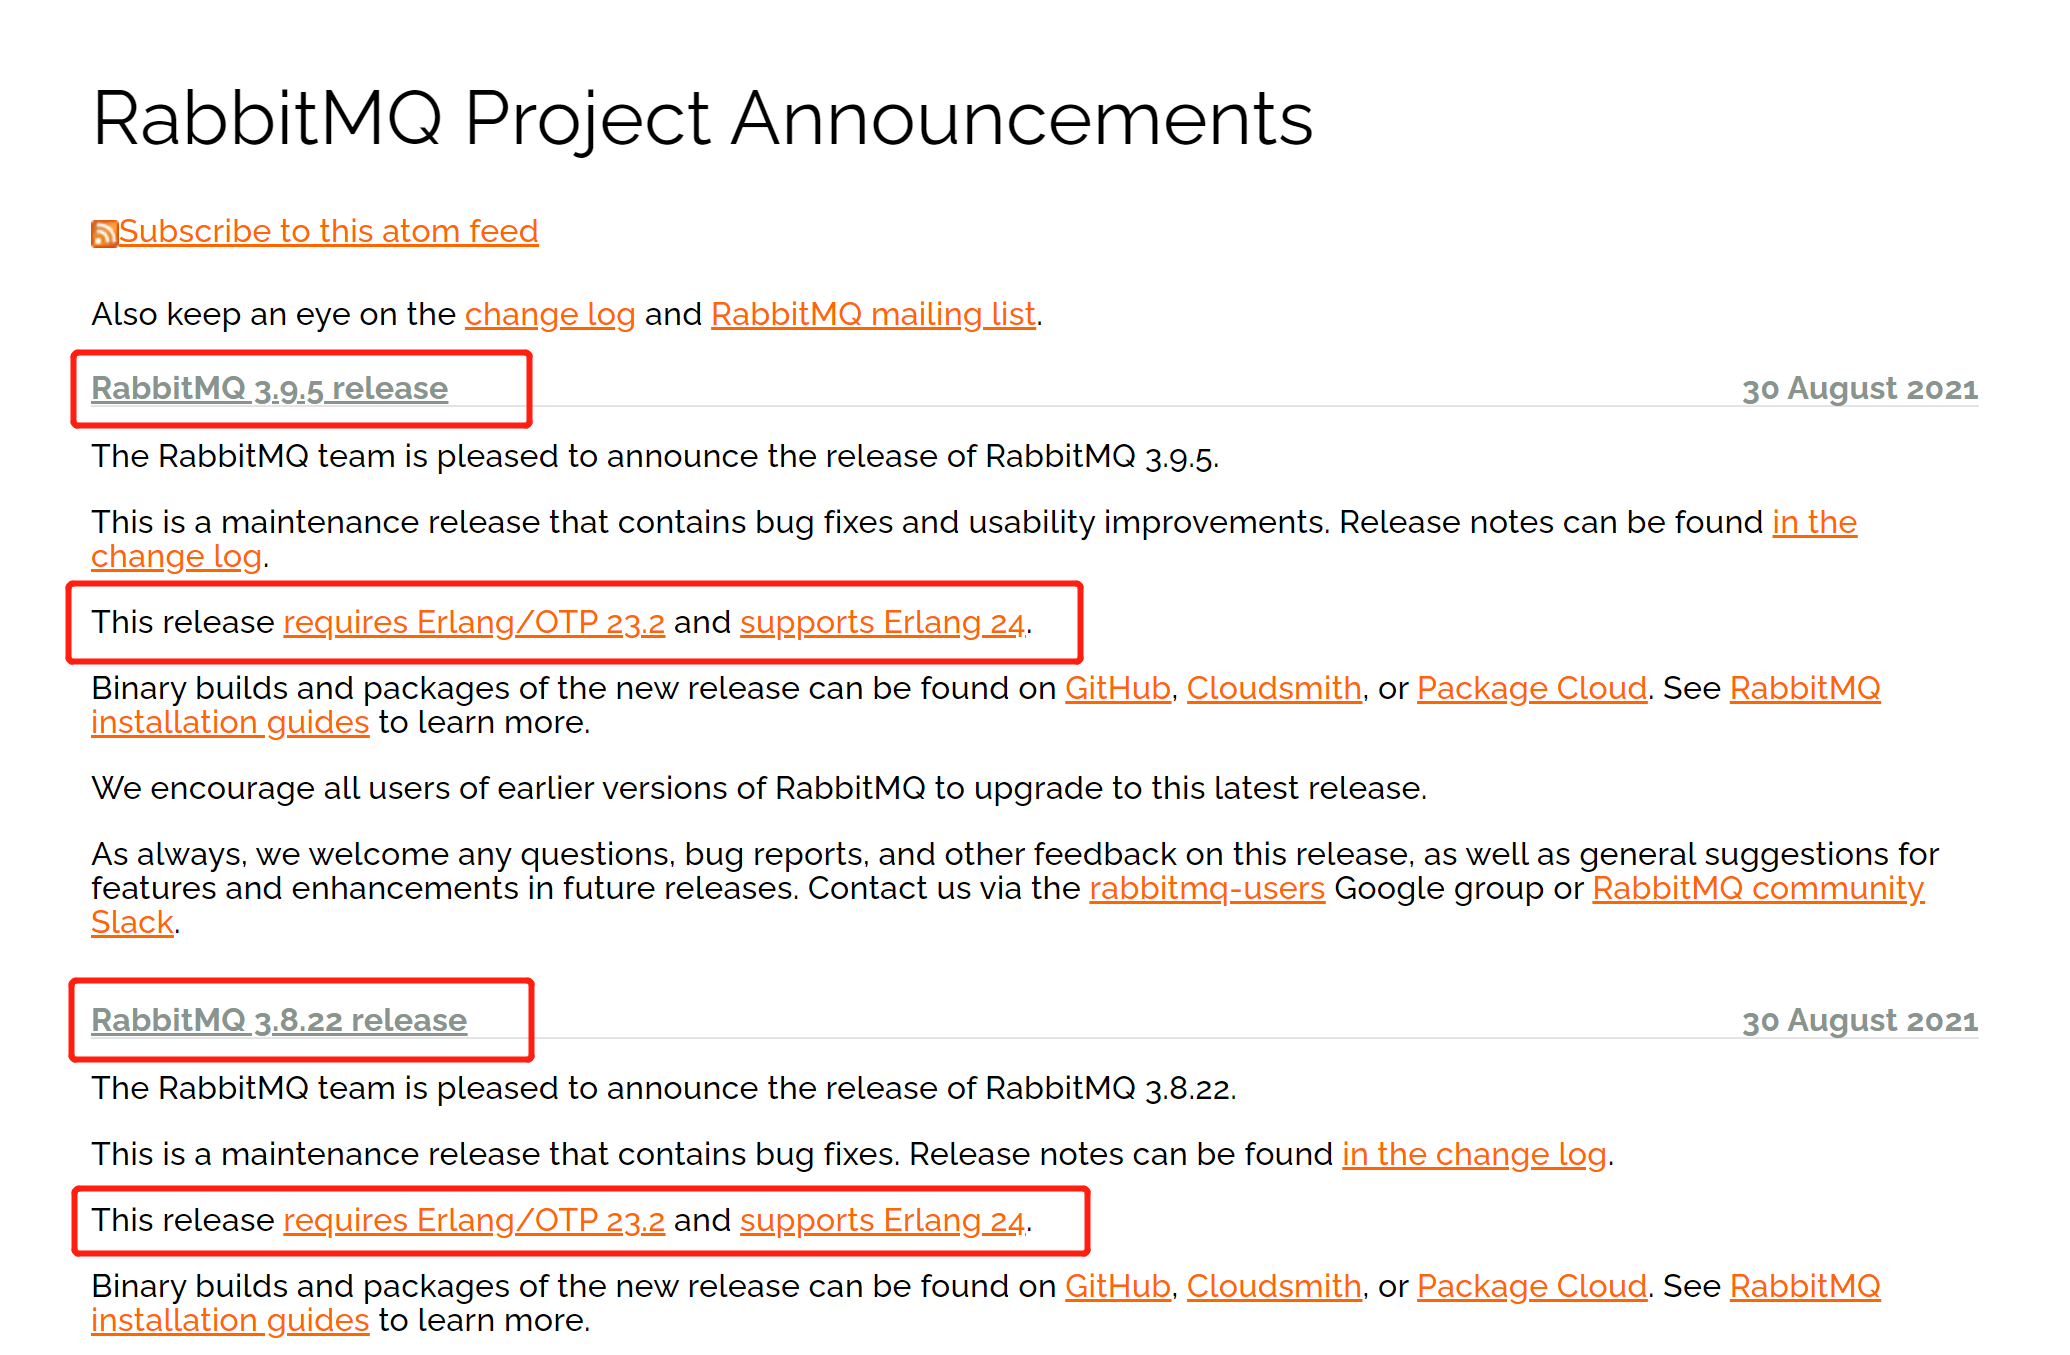 RabbitMQ Project Announcements
Subscribe to this atom feed
Also keep an eye on the change log and RabbitMQ mailing list.
RabbitMQ 3.9.5 release 30 August 2021
The RabbitMQ team is pleased to announce the release of RabbitMQ 3.9.5.
This is a maintenance release that contains bug fixes and usability improvements. Release notes can be found in the
change log.
This release requires Erlang/OTP 23.2 and supports Erlang 24.
Binary builds and packages of the new release can be found on GitHub, Cloudsmith, or Package Cloud. See RabbitMQ
installation guides to learn more.
We encourage all users of earlier versions of RabbitMQ to upgrade to this latest release.
As always, we welcome any questions, bug reports, and other feedback on this release, as well as general suggestions for
features and enhancements in future releases. Contact us via the rabbitmq-users Google group or RabbitMQ community
Slack.
RabbitMQ 3.8.22 release 30 August 2021
The RabbitMQ team is pleased to announce the release of RabbitMQ 3.8.22.
This is a maintenance release that contains bug fixes. Release notes can be found in the change log.
This release requires Erlang/OTP 23.2 and supports Erlang 24.
Binary builds and packages of the new release can be found on GitHub, Cloudsmith, or Package Cloud. See RabbitMQ
installation guides to learn more.